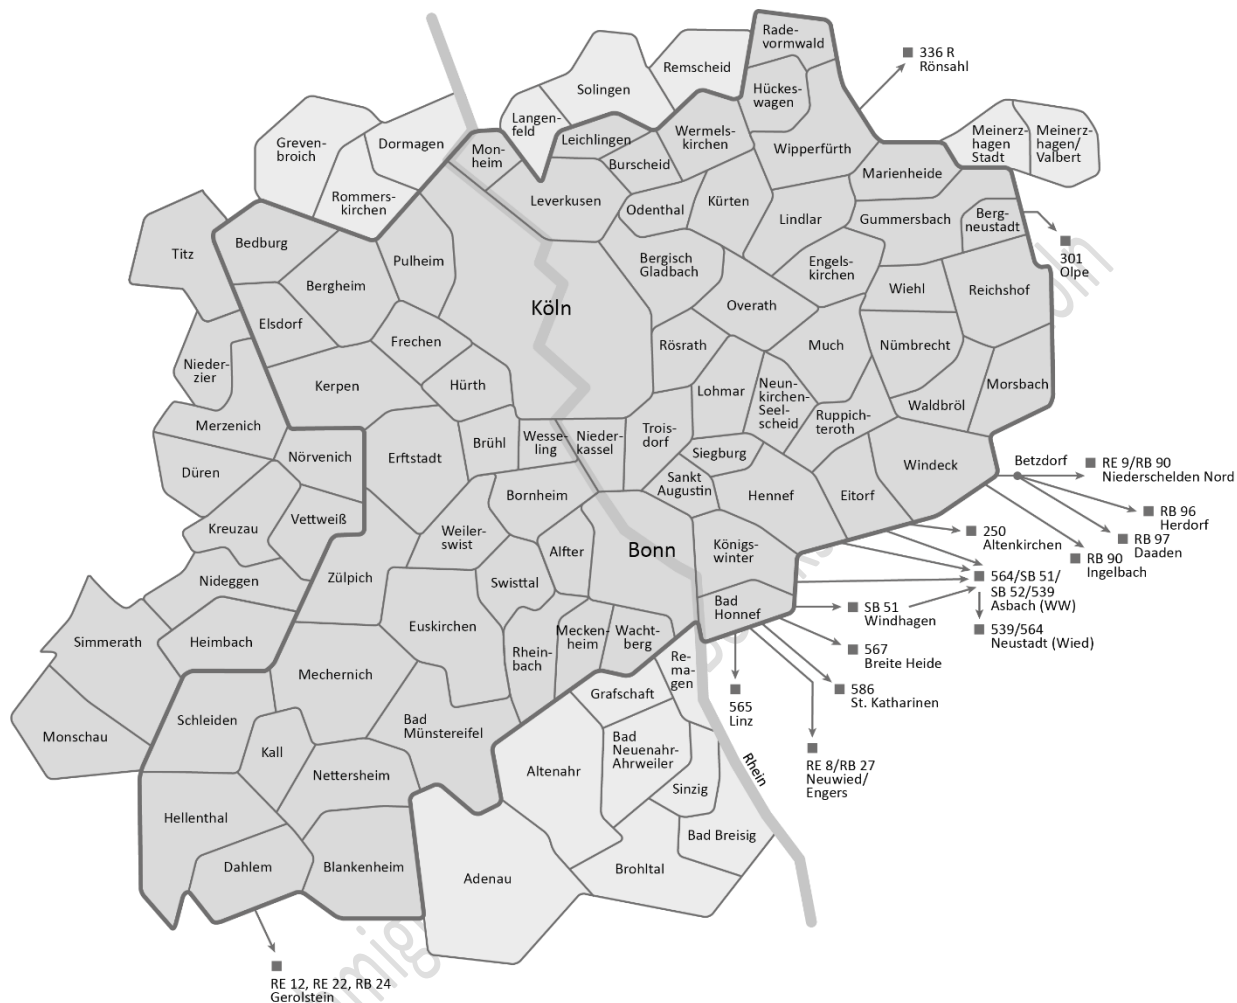 Rade-
vormwald
336 R
Rönsahl
Remscheid
Solingen
Hückes-
wagen
Langen-
feld
Leichlingen
Wermels-
kirchen
Wipperfürth
Meinerz-
hagen
Stadt
Meinerz-
hagen/
Valbert
Greven-
broich
Dormagen
Mon-
heim
Burscheid
Marienheide
Rommers-
kirchen
Leverkusen
Odenthal
Kürten
Lindlar
Gummersbach
Berg-
neustadt
301
Olpe
Titz
Bedburg
Pulheim
Bergisch
Gladbach
Engels-
kirchen
Bergheim
Wiehl
Reichshof
Köln
Overath
Elsdorf
Frechen
Rösrath
Much
Nümbrecht
Nieder-
zier
Kerpen
Hürth
Lohmar
Neun-
kirchen-
Seel-
scheid
Morsbach
Ruppich-
teroth
Waldbröl
Merzenich
Nörvenich
Erftstadt
Brühl
Wesse-
ling
Nieder-
kassel
Trois-
dorf
Siegburg
Windeck
Betzdorf
RE 9/RB 90
Niederschelden Nord
Düren
Bornheim
Sankt
Augustin
Hennef
Eitorf
RB 96
Herdorf
Kreuzau
Vettweiß
Weiler-
swist
Alfter
Bonn
Königs-
winter
250
Altenkirchen
RB 97
Daaden
RB 90
Ingelbach
Nideggen
Zülpich
Swisttal
564/SB 51/
SB 52/539
Asbach (WW)
Bad
Honnef
SB 51
Windhagen
539/564
Neustadt (Wied)
Simmerath
Heimbach
Euskirchen
Rhein-
bach
Mecken-
heim
Wacht-
berg
Re-
ma-
gen
567
Breite Heide
Mechernich
Grafschaft
565
Linz
586
St. Katharinen
Monschau
Schleiden
Kall
Bad
Münstereifel
Bad
Neuenahr-
Ahrweiler
Rhein
RE 8/RB 27
Neuwied/
Engers
Nettersheim
Altenahr
Sinzig
Hellenthal
Bad Breisig
Dahlem
Blankenheim
Adenau
Brohltal
RE 12, RE 22, RB 24
Gerolstein